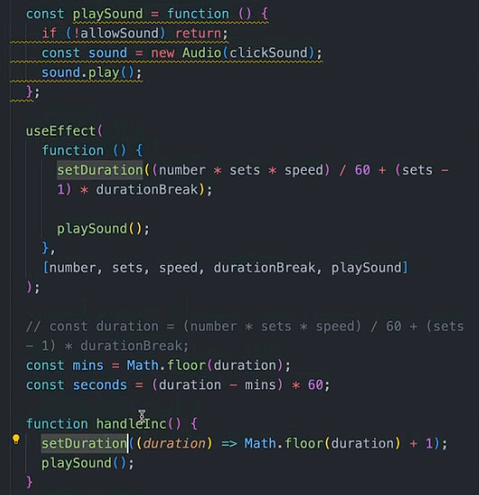 const playSound = function () {
if (!allowSound) return;
const sound = new Audio(clickSound);
sound.play();
};
useEffect(
function () {
setDuration((number * sets * speed) / 60 + (sets -
1) * durationBreak);
playSound();
},
[number, sets, speed, durationBreak, playSound]
);
// const duration = (number * sets * speed) / 60 + (sets
- 1) * durationBreak;
const mins = Math.floor(duration);
const seconds = (duration - mins) * 60;
function handleInc() {
setDuration((duration) => Math.floor(duration) + 1);
playSound();
}